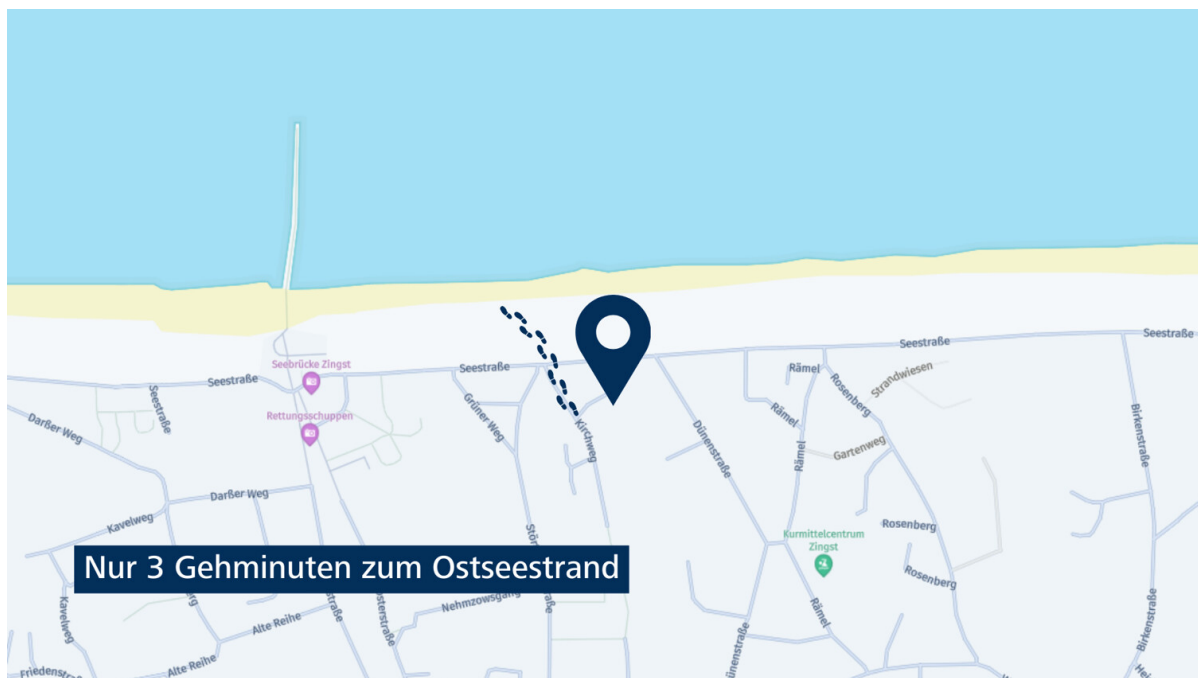 Seestraße
Seestraße
Seebrücke Zingst
Seestraße
Seestraße
Rämel
Strandwiesen
Rosenberg
Seestraße
Darßer Weg
Rettungsschuppen
Grüner Weg
Kirchweg
Dünenstraße
Rämel
Rämel
Gartenweg
Birkenstraße
Darßer Weg
Kavelweg
Rosenberg
Kurmittelcentrum
Zingst
Nur 3 Gehminuten zum Ostseestrand
Rosenberg
Kavelweg
Nehmzowsgang
Alte Reihe
Rämel
Birkenstraße
Dünenstraße
Alte Reihe